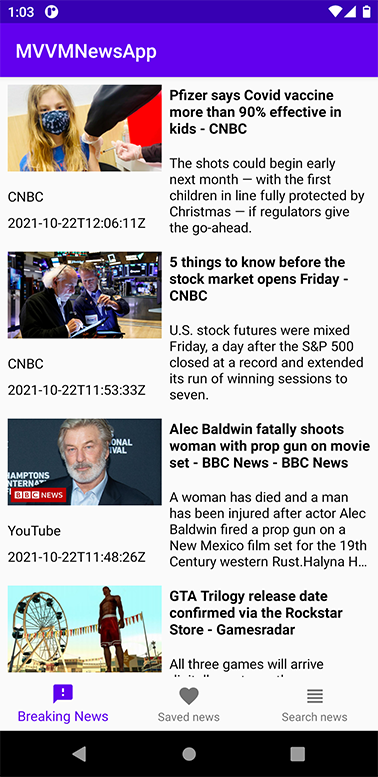 1:03
MVVMNewsApp
Pfizer says Covid vaccine
more than 90% effective in
kids - CNBC
The shots could begin early
next month — with the first
children in line fully protected by
Christmas — if regulators give
the go-ahead.
CNBC
2021-10-22T12:06:11Z
5 things to know before the
stock market opens Friday -
CNBC
U.S. stock futures were mixed
Friday, a day after the S&P 500
closed at a record and extended
its run of winning sessions to
seven.
CNBC
2021-10-22T11:53:33Z
Alec Baldwin fatally shoots
woman with prop gun on movie
set - BBC News - BBC News
A woman has died and a man
has been injured after actor Alec
Baldwin fired a prop gun on a
New Mexico film set for the 19th
Century western Rust.Halyna H…
NATIONAL
FESTIVAL
HAMPTONS
INTERN
FILM
BBC NEWS
YouTube
2021-10-22T11:48:26Z
GTA Trilogy release date
confirmed via the Rockstar
Store - Gamesradar
All three games will arrive
Breaking News
Saved news
Search news